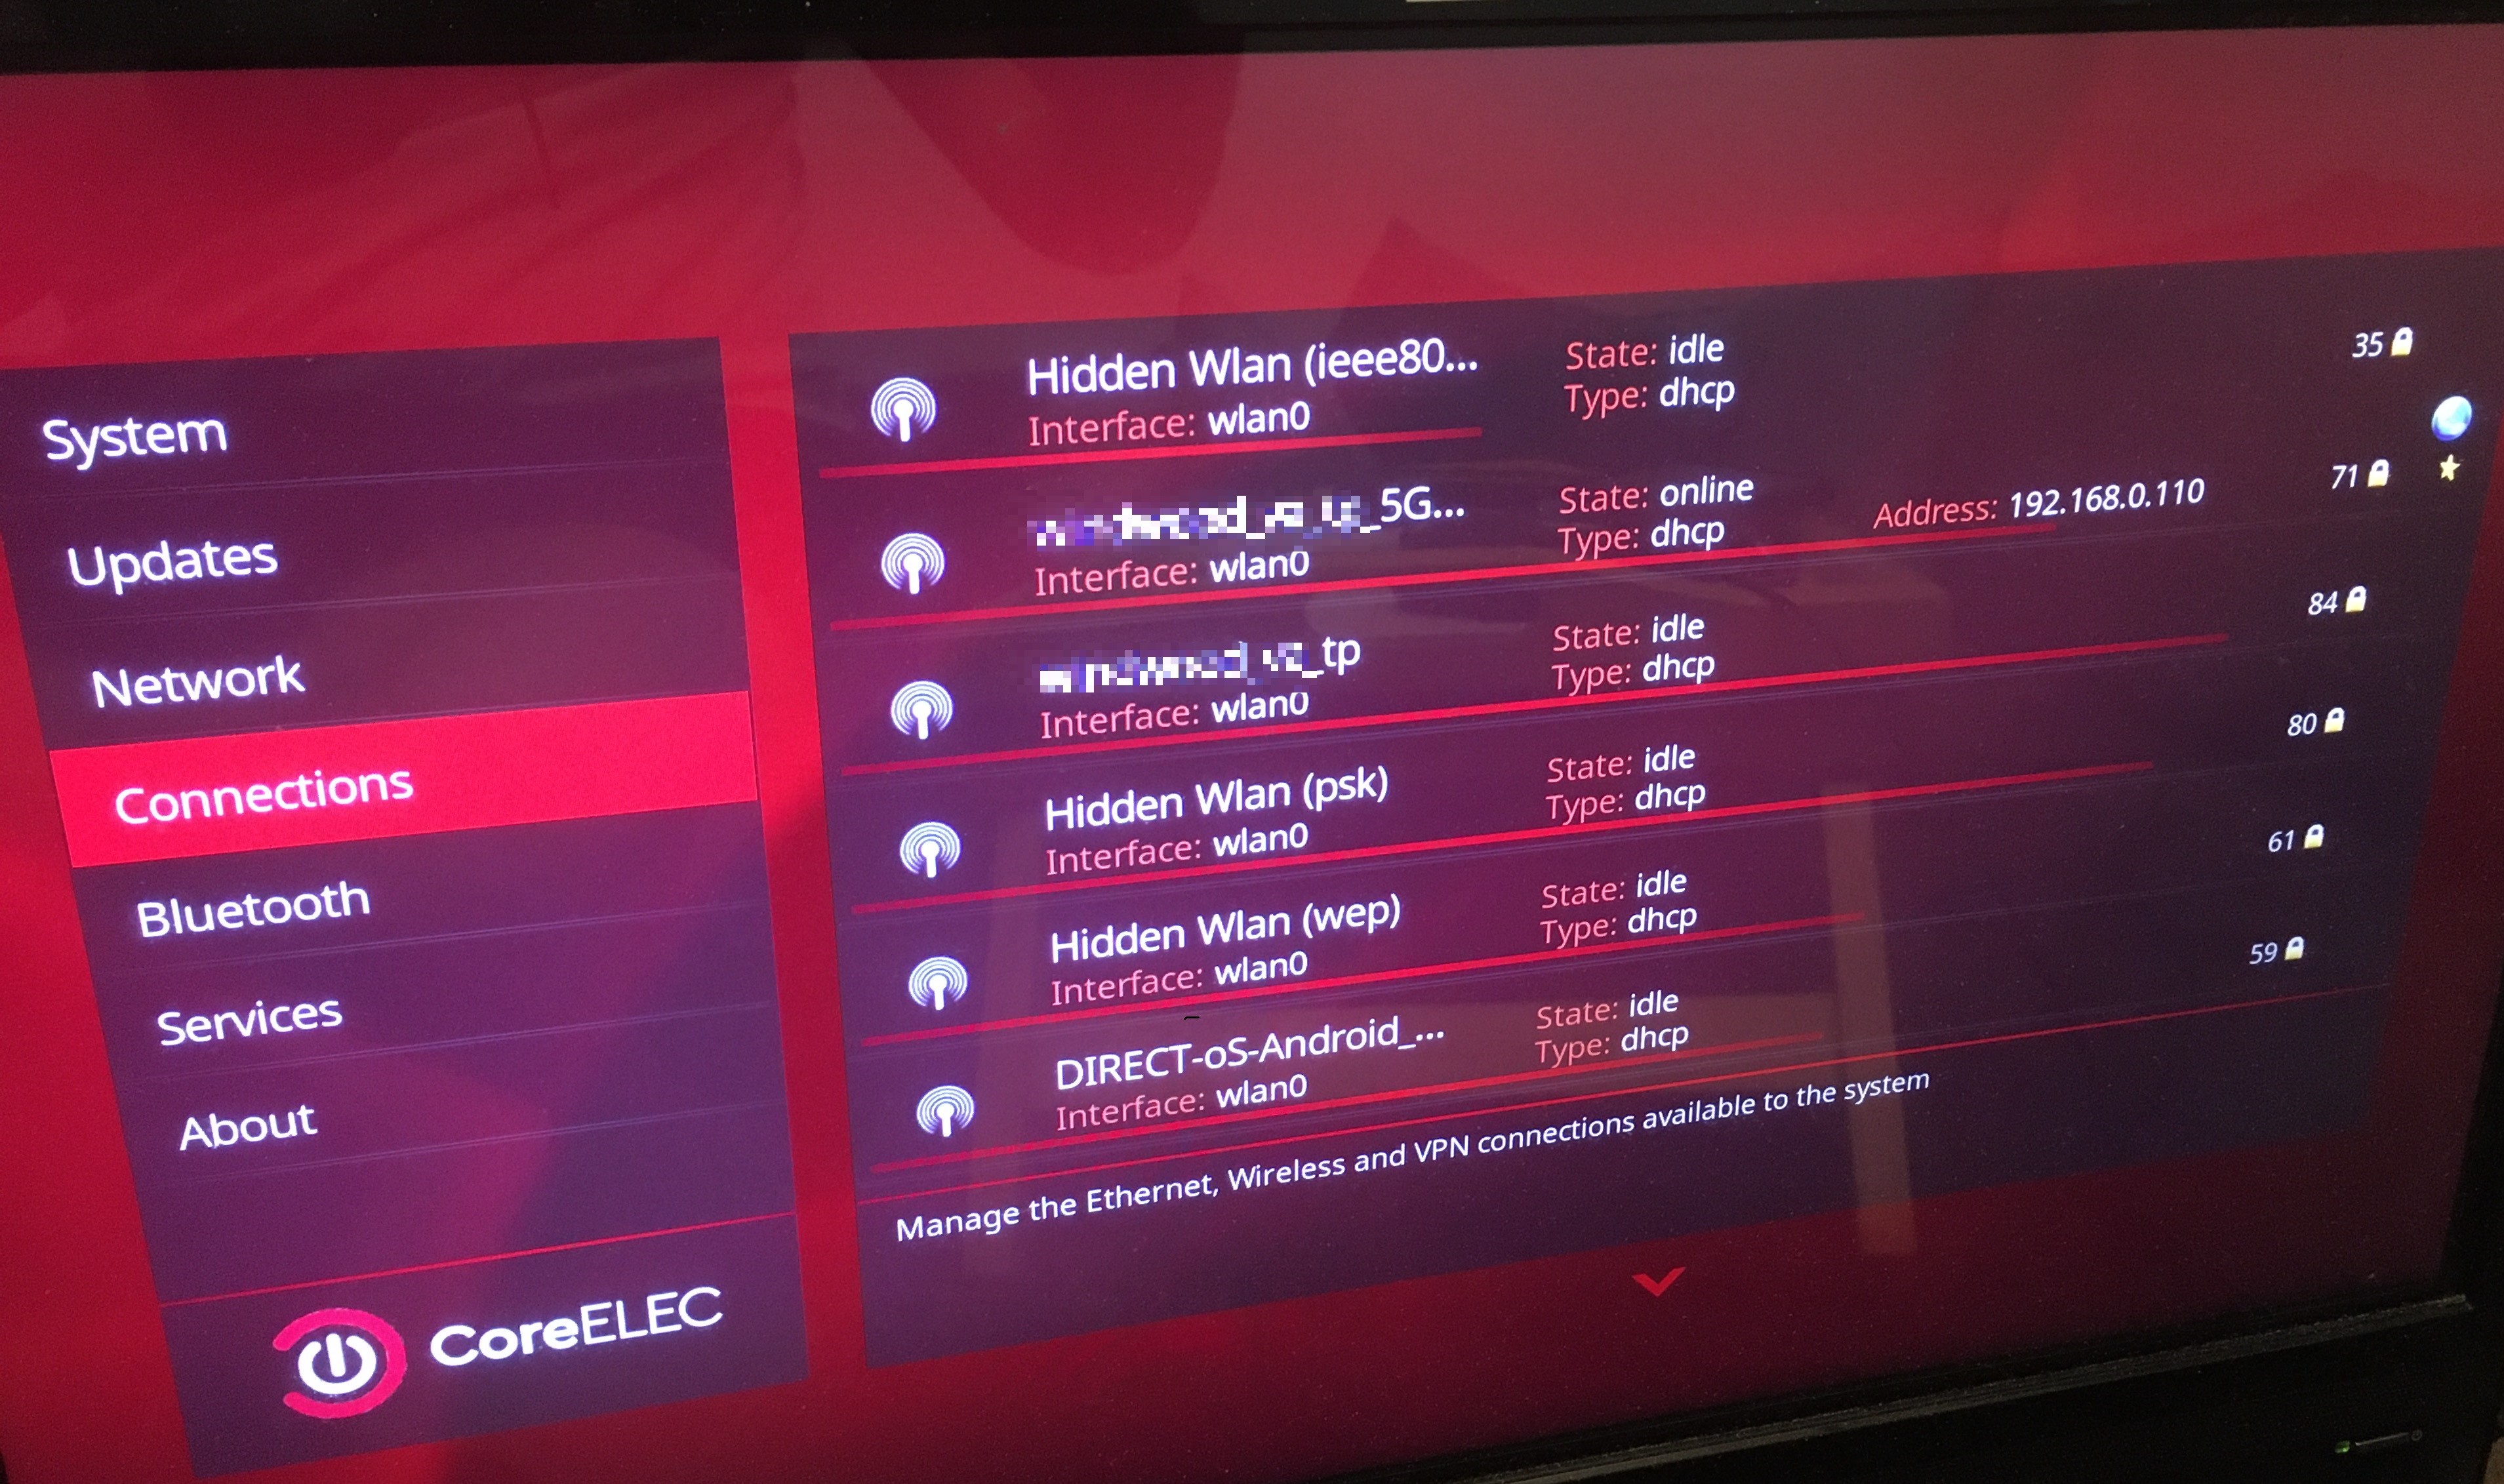 System
Updates
Network
Connections
Bluetooth
Services
About
CoreELEC
Hidden Wlan (ieee80...
Interface: wlan0
State: idle
Type: dhcp
35
_5G...
Interface: wlan0
State: online
Type: dhcp
Address: 192.168.0.110
71
_tp
Interface: wlan0
State: idle
Type: dhcp
84
Hidden Wlan (psk)
Interface: wlan0
State: idle
Type: dhcp
80
Hidden Wlan (wep)
Interface: wlan0
State: idle
Type: dhcp
61
DIRECT-oS-Android_...
Interface: wlan0
State: idle
Type: dhcp
59
Manage the Ethernet, Wireless and VPN connections available to the system